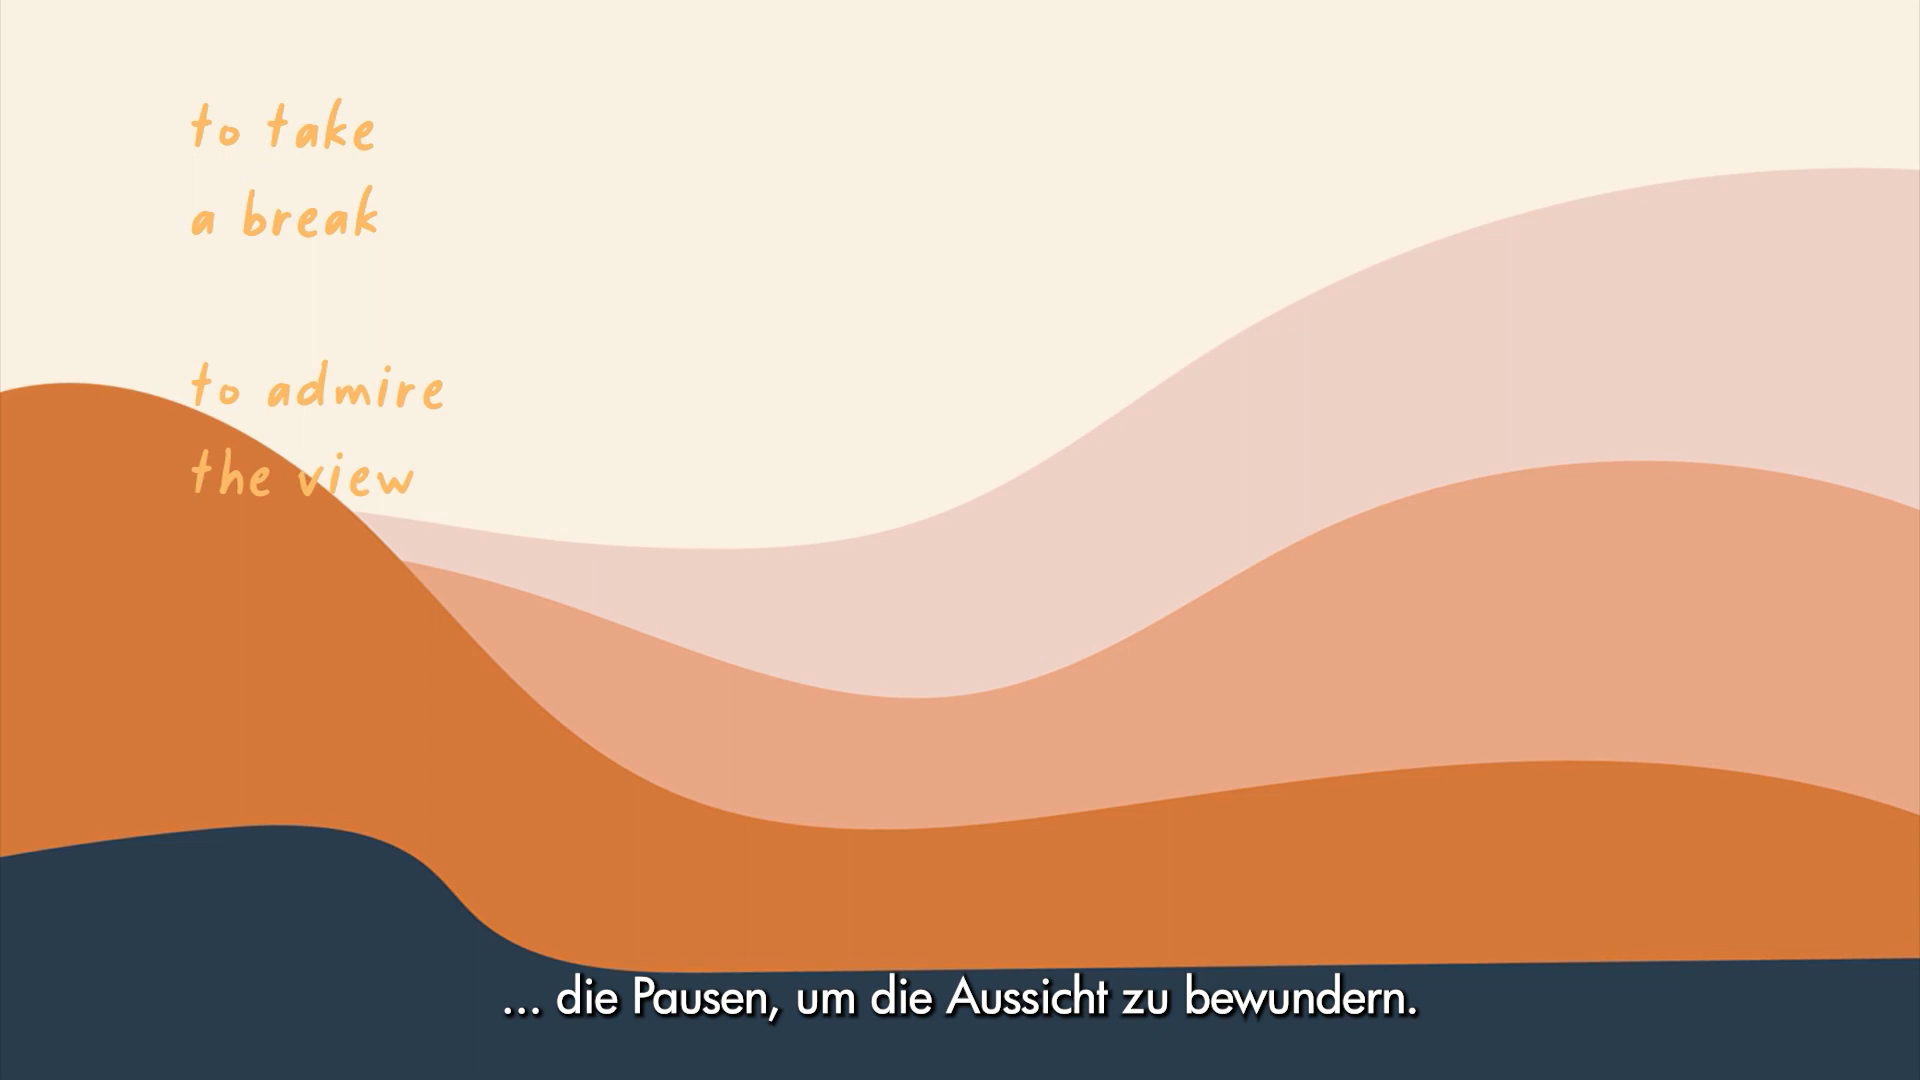 to take
a break
to admire
the view
... die Pausen, um die Aussicht zu bewundern.